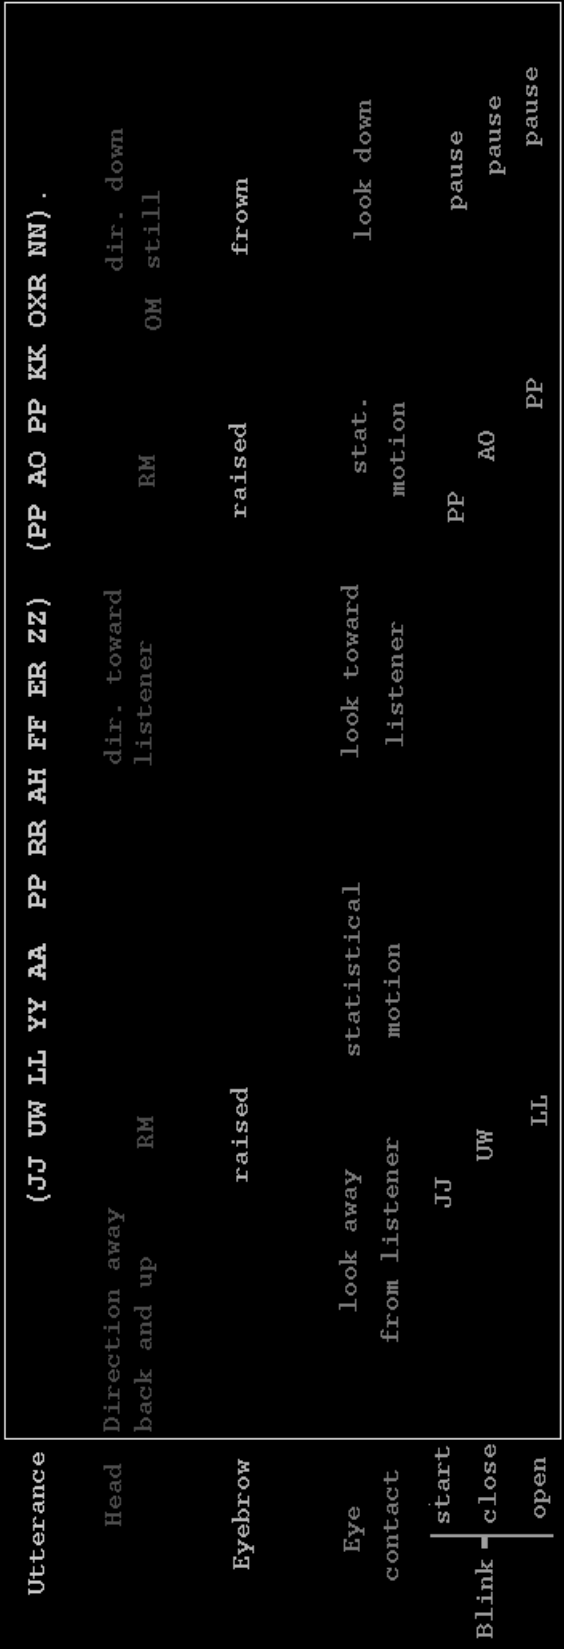 Utterance (JJ UW LL YY AA PP RR AH FF ER ZZ) (PP AO PP KK OXR NN).
Head Direction away dir. toward dir. down
back and up RM listener RM OM still
Eyebrow raised raised frown
Eye look away statistical look toward stat. look down
contact from listener motion listener motion
start JJ PP pause
Blink close UW AO pause
open LL PP pause